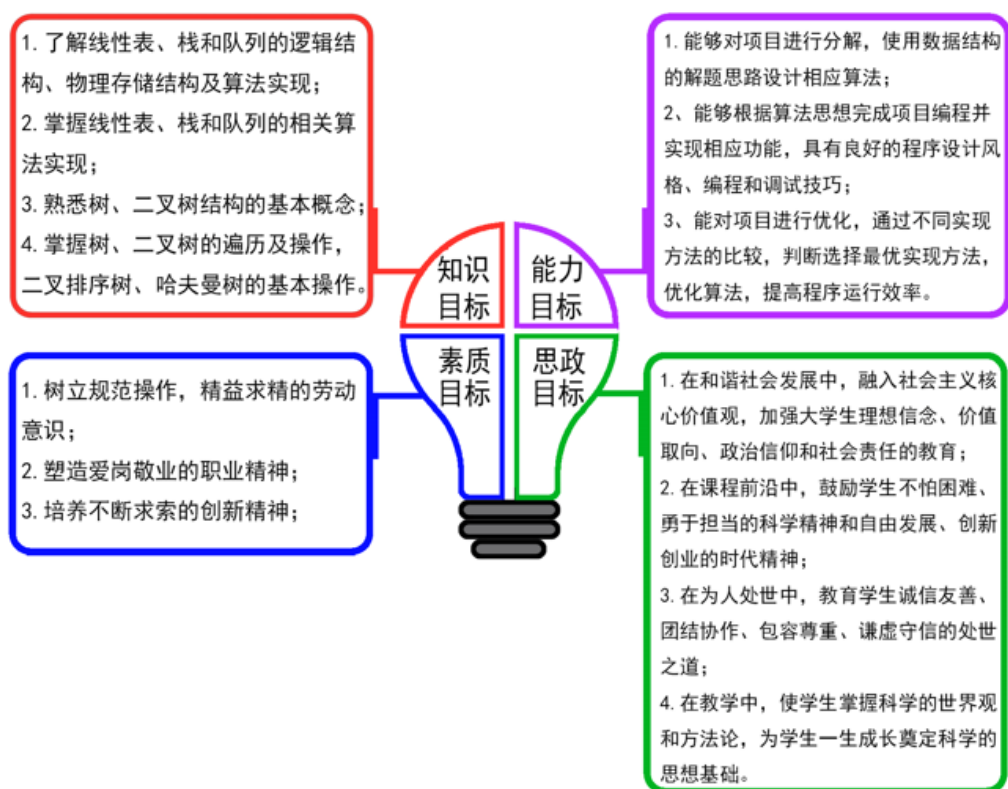 1. 了解线性表、栈和队列的逻辑结
构、物理存储结构及算法实现；
2. 掌握线性表、栈和队列的相关算
法实现；
3. 熟悉树、二叉树结构的基本概念；
4. 掌握树、二叉树的遍历及操作，
二叉排序树、哈夫曼树的基本操作。
知识
目标
1. 能够对项目进行分解，使用数据结构
的解题思路设计相应算法；
2、能够根据算法思想完成项目编程并
实现相应功能，具有良好的程序设计风
格、编程和调试技巧；
3、能对项目进行优化，通过不同实现
方法的比较，判断选择最优实现方法，
优化算法，提高程序运行效率。
能力
目标
1. 树立规范操作，精益求精的劳动
意识；
2. 塑造爱岗敬业的职业精神；
3. 培养不断求索的创新精神；
素质
目标
思政
目标
1. 在和谐社会发展中，融入社会主义核
心价值观，加强大学生理想信念、价值
取向、政治信仰和社会责任的教育；
2. 在课程前沿中，鼓励学生不怕困难、
勇于担当的科学精神和自由发展、创新
创业的时代精神；
3. 在为人处世中，教育学生诚信友善、
团结协作、包容尊重、谦虚守信的处世
之道；
4. 在教学中，使学生掌握科学的世界观
和方法论，为学生一生成长奠定科学的
思想基础。